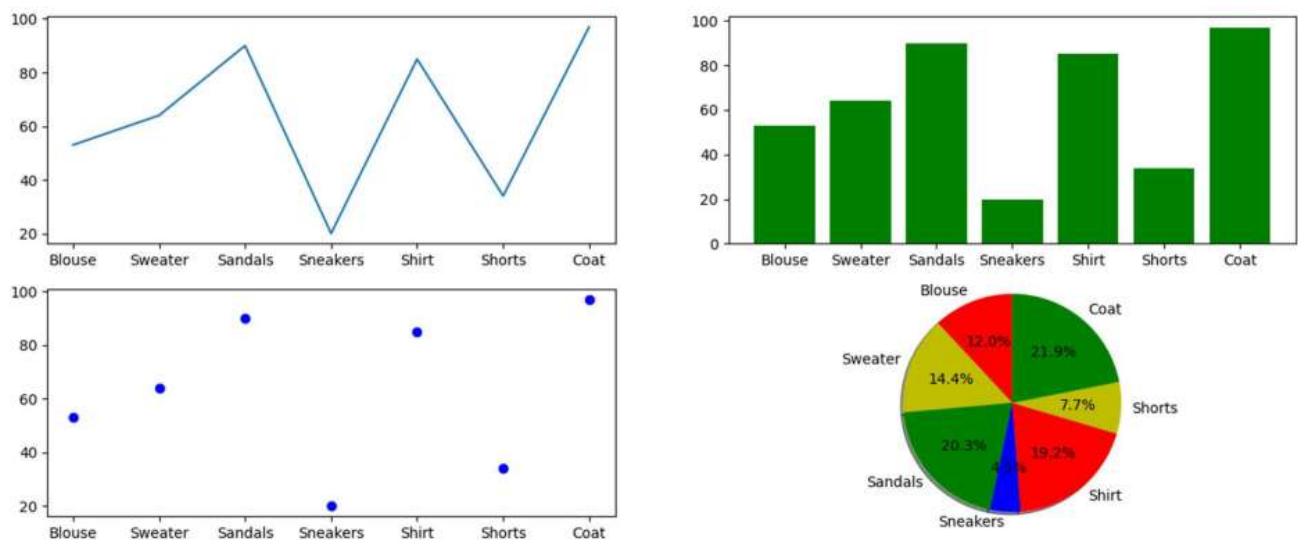 100
80
60
40
20
Blouse Sweater Sandals Sneakers Shirt Shorts Coat
100
80
60
40
20
0
Blouse Sweater Sandals Sneakers Shirt Shorts Coat
100
80
60
40
20
Blouse Sweater Sandals Sneakers Shirt Shorts Coat
Blouse
Coat
12.0%
21.9%
Sweater
14.4%
7.7%
Shorts
20.3%
19.2%
Sandals
Shirt
Sneakers